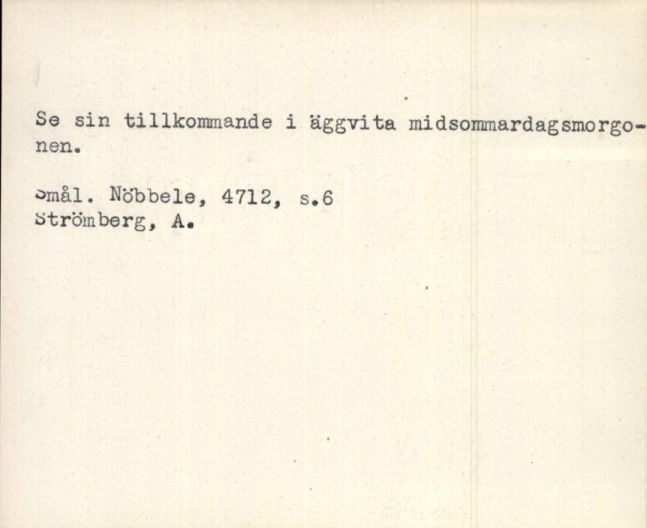 Se sin tillkommande i äggvita midsommardagsmorgo-
nen.
Smål. Nöbbele, 4712, s.6
Strömberg, A.